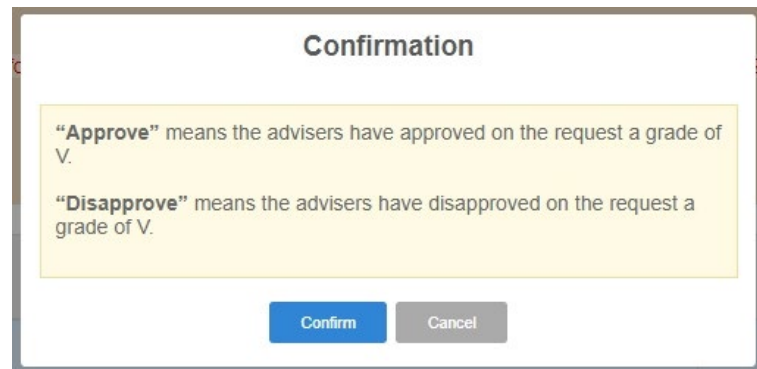 Confirmation
“Approve” means the advisers have approved on the request a grade of
V.
“Disapprove” means the advisers have disapproved on the request a
grade of V.
Confirm
Cancel